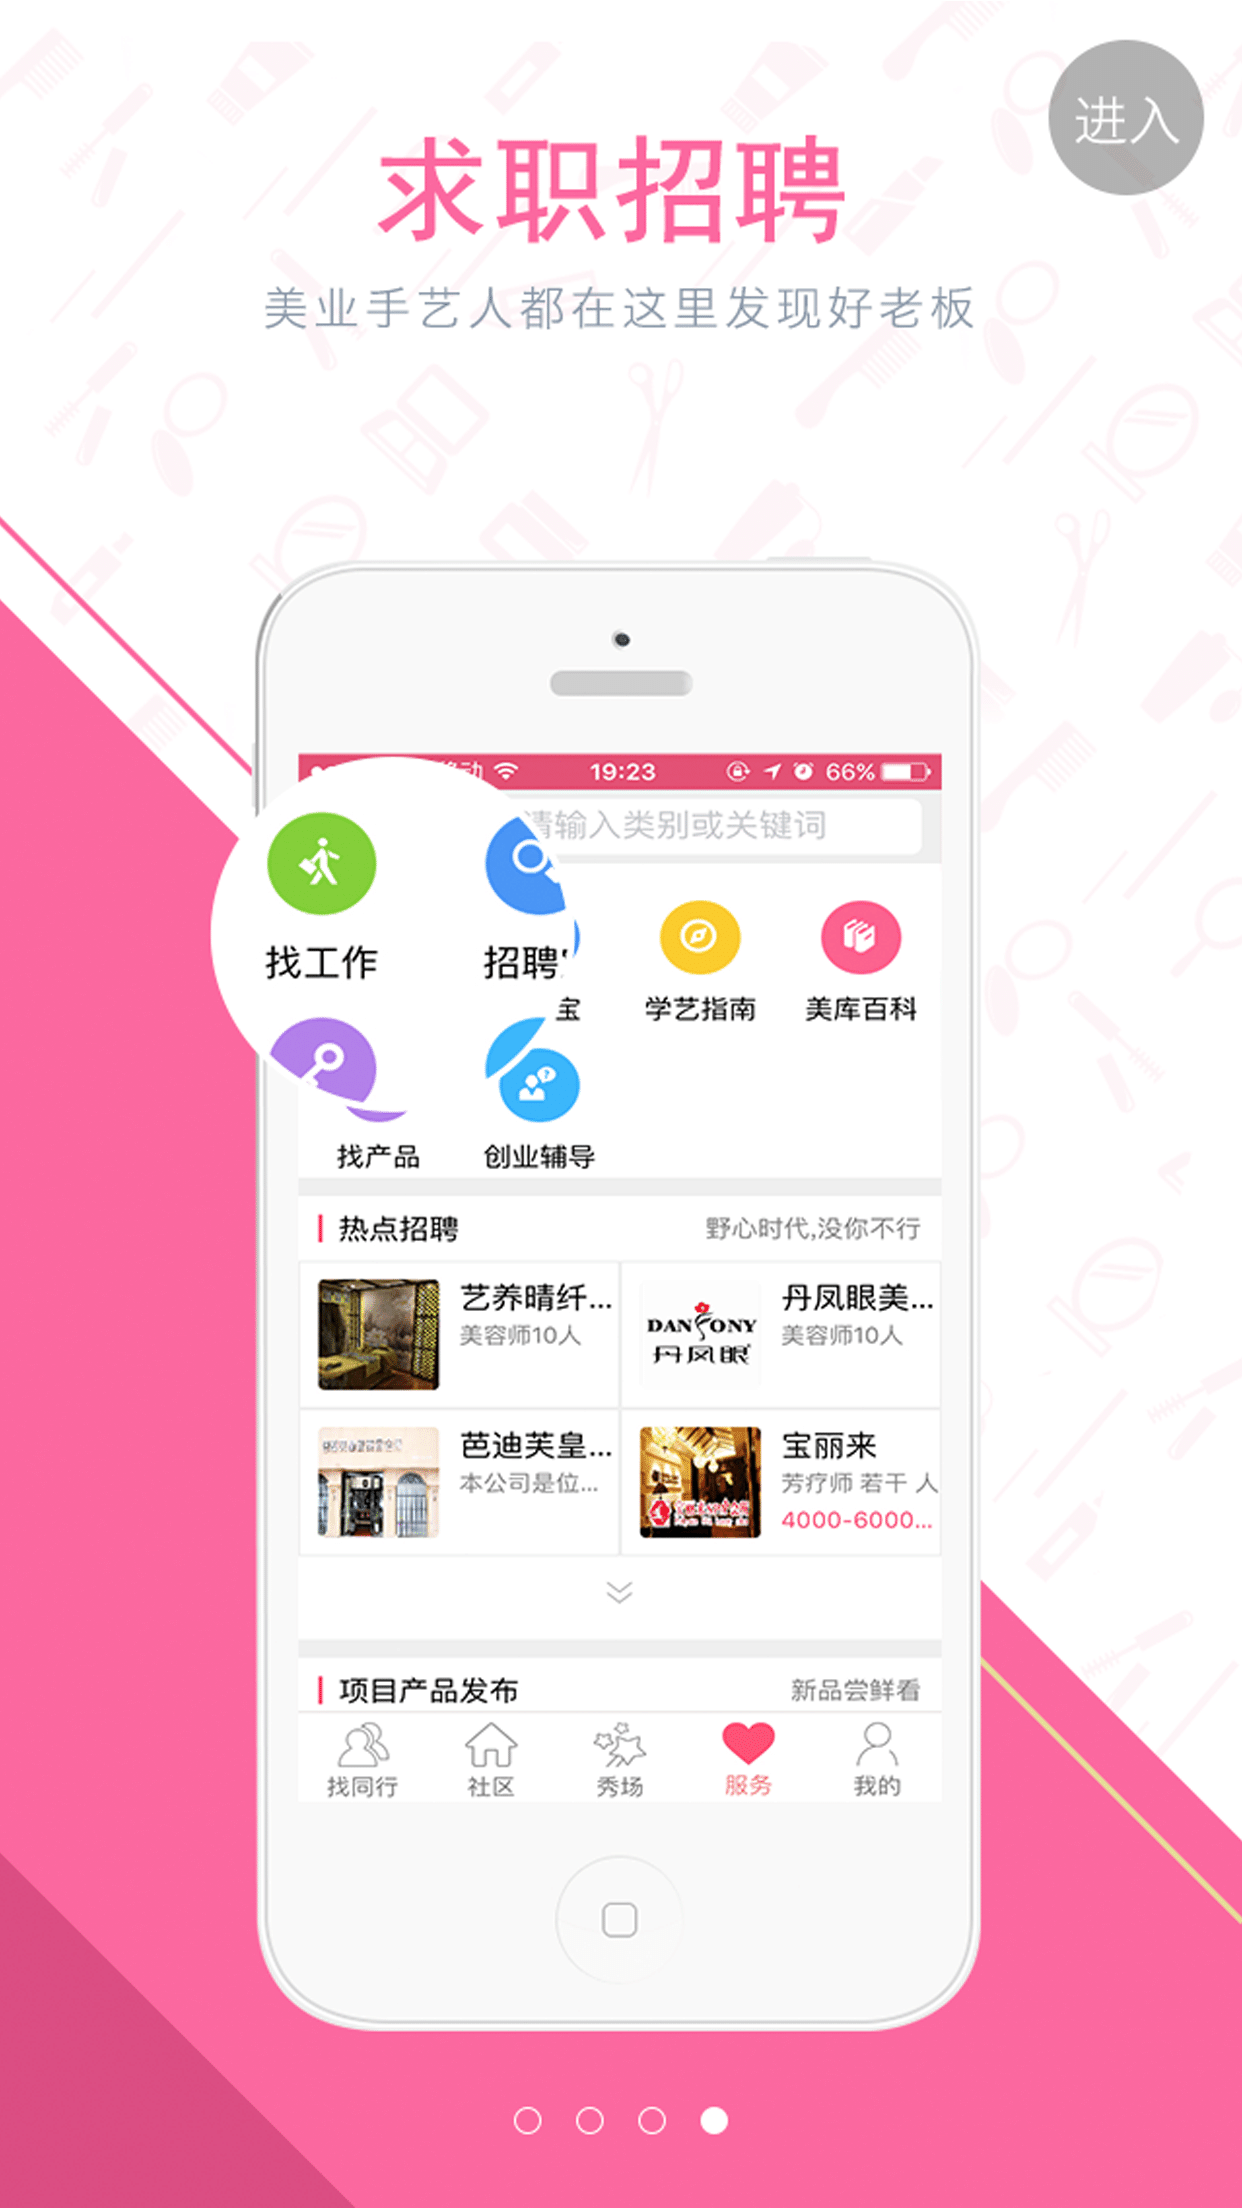 进入
求职招聘
美业手艺人都在这里发现好老板
移动 19:23 66%
请输入类别或关键词
找工作 招聘
宝 学艺指南 美库百科
找产品 创业辅导
热点招聘 野心时代,没你不行
艺养晴纤... 丹凤眼美...
美容师10人 美容师10人
DANFONY
丹凤眼
芭迪芙皇... 宝丽来
本公司是位... 芳疗师 若干 人
4000-6000...
项目产品发布 新品尝鲜看
找同行 社区 秀场 服务 我的